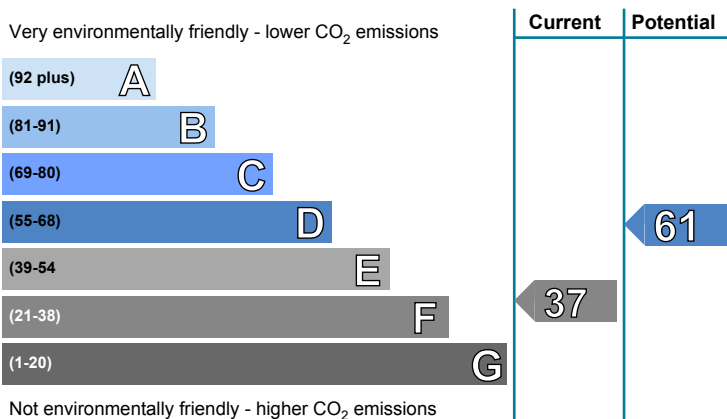 Very environmentally friendly - lower CO2 emissions
Current
Potential
(92 plus) A
(81-91) B
(69-80) C
(55-68) D
61
(39-54 E
37
(21-38) F
(1-20) G
Not environmentally friendly - higher CO2 emissions